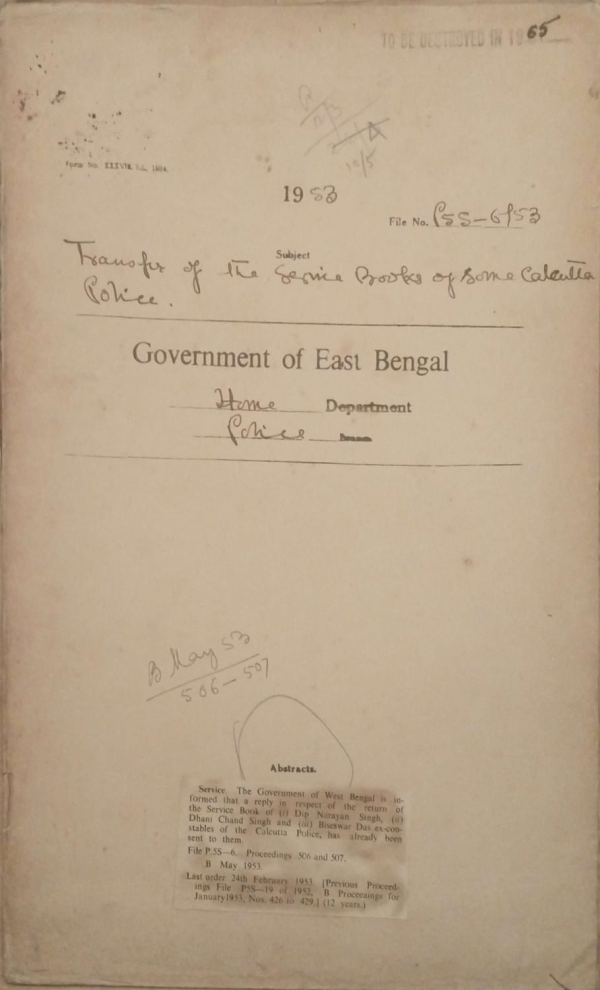 TO BE DESTROYED IN 19 65
10/5
Form No. XXXVIII
1953
File No. P5S-6/53
Subject
Transfer of the Service Books of some Calcutta
Police.
Government of East Bengal
Home Department
Police
B May 53
506-507
Abstracts.
Service. The Government of West Bengal is in-
formed that a reply in respect of the return of
the Service Book of (i) Dip Narayan Singh, (ii)
Dhani Chand Singh and (iii) Biseswar Das ex-con-
stables of the Calcutta Police, has already been
sent to them.
File P.5S—6, Proceedings 506 and 507.
B May 1953.
Last order 24th February 1953. [Previous Proceed-
ings File P5S—19 of 1952, B Proceedings for
January1953, Nos. 426 to 429.] (12 years.)